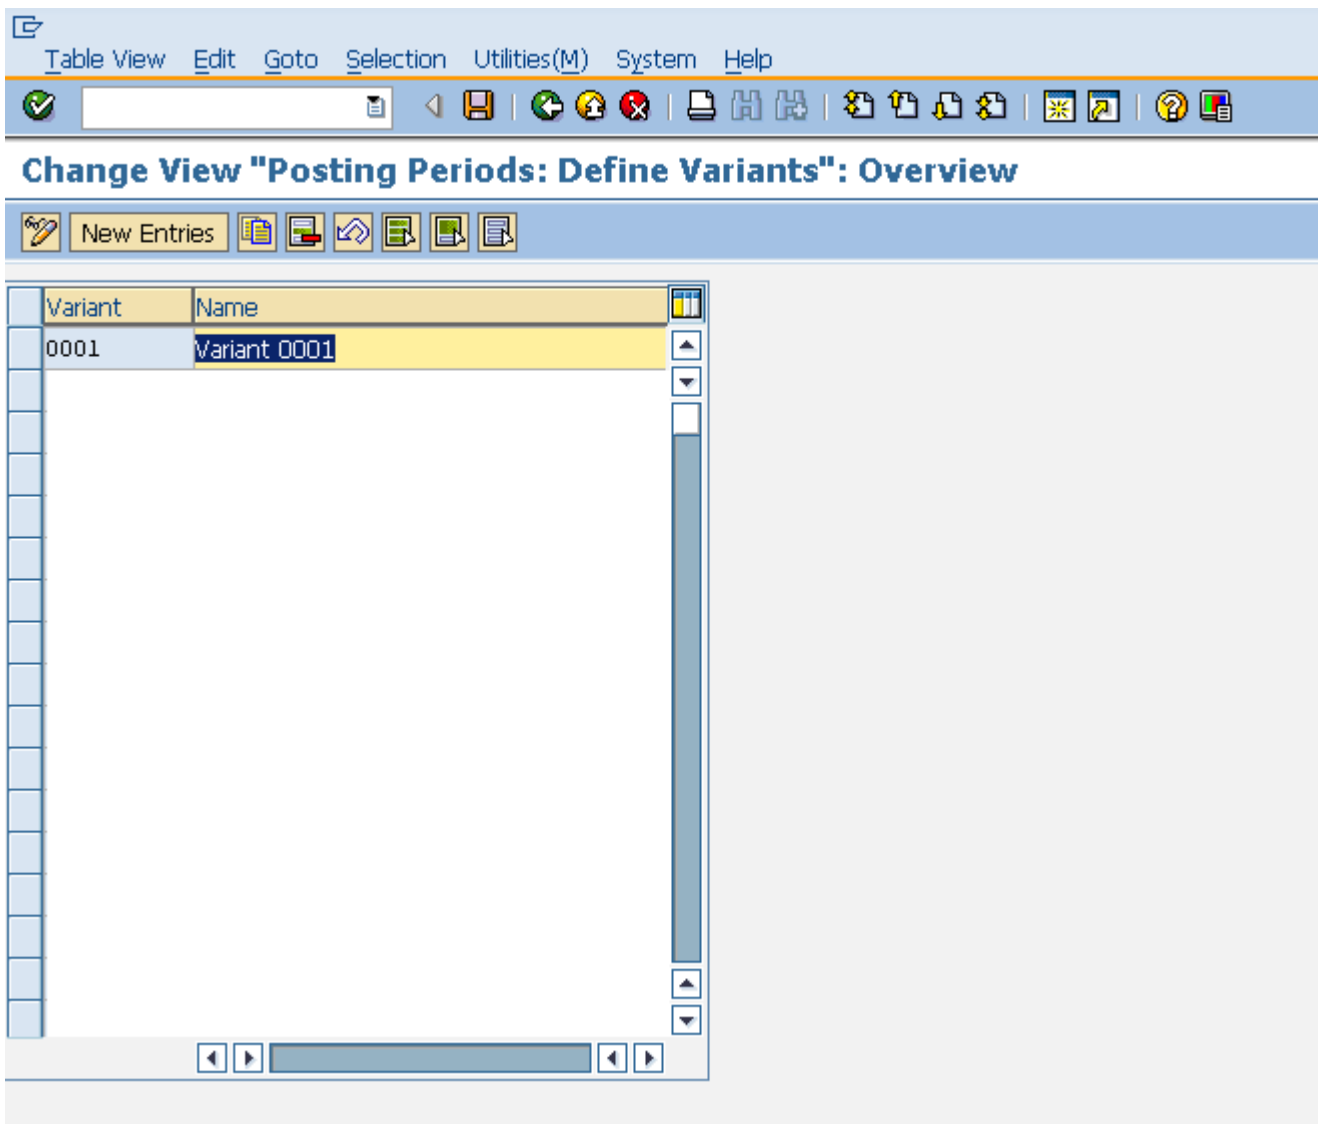 Table View Edit Goto Selection Utilities(M) System Help
Change View "Posting Periods: Define Variants": Overview
New Entries
Variant Name
0001 Variant 0001